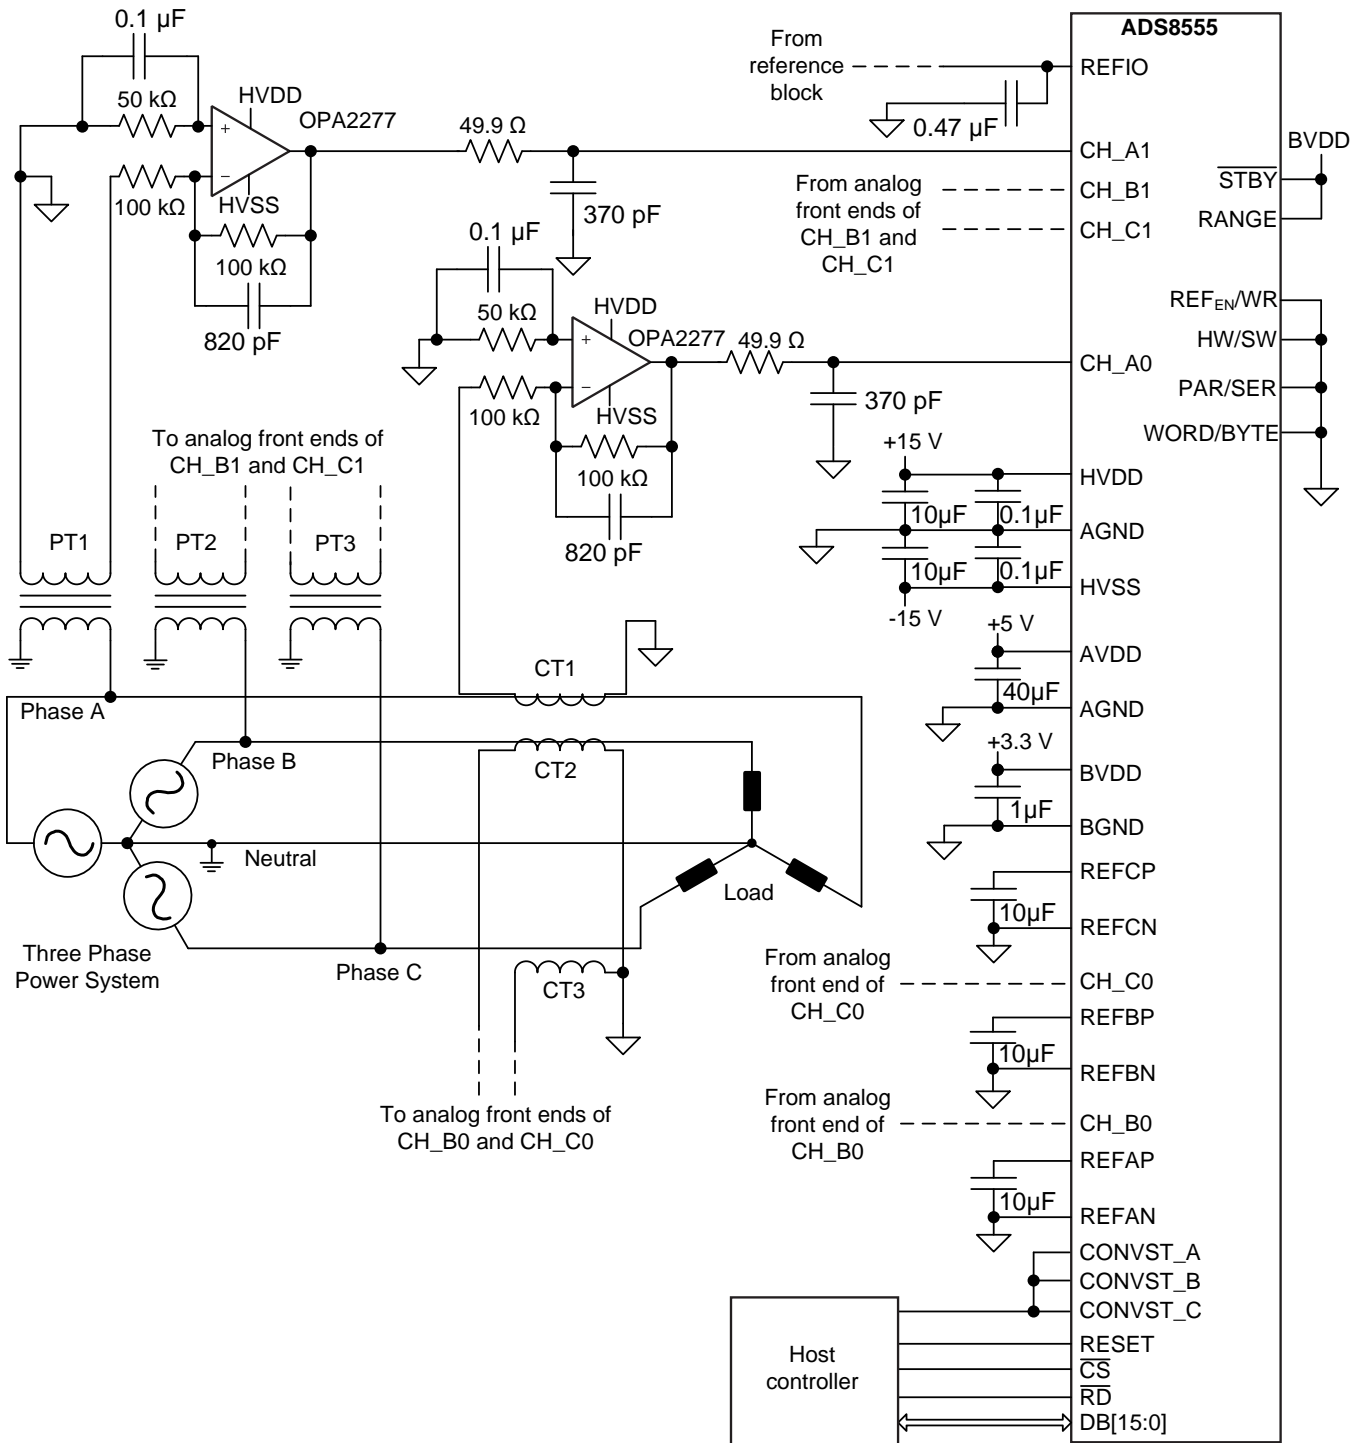 0.1 µF
50 kΩ
HVDD
OPA2277
100 kΩ
HVSS
100 kΩ
820 pF
49.9 Ω
370 pF
From
reference
block
0.47 µF
From analog
front ends of
CH_B1 and
CH_C1
0.1 µF
50 kΩ
HVDD
OPA2277
100 kΩ
HVSS
100 kΩ
820 pF
49.9 Ω
370 pF
To analog front ends of
CH_B1 and CH_C1
PT1
PT2
PT3
+15 V
10µF
0.1µF
10µF
0.1µF
-15 V
+5 V
40µF
+3.3 V
1µF
10µF
CT1
Phase A
Phase B
CT2
Neutral
Load
Three Phase
Power System
Phase C
CT3
To analog front ends of
CH_B0 and CH_C0
From analog
front end of
CH_C0
10µF
From analog
front end of
CH_B0
10µF
Host
controller
ADS8555
REFIO
CH_A1
CH_B1
CH_C1
CH_A0
HVDD
AGND
HVSS
AVDD
AGND
BVDD
BGND
REFCP
REFCN
CH_C0
REFBP
REFBN
CH_B0
REFAP
REFAN
CONVST_A
CONVST_B
CONVST_C
RESET
CS
RD
DB[15:0]
BVDD
STBY
RANGE
REFEN/WR
HW/SW
PAR/SER
WORD/BYTE